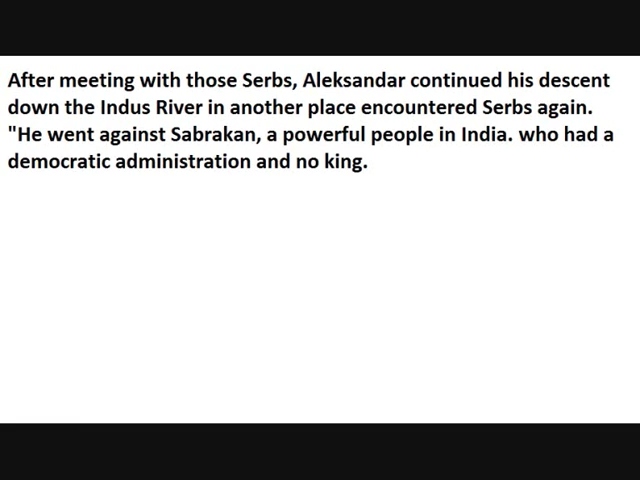 After meeting with those Serbs, Aleksandar continued his descent
down the Indus River in another place encountered Serbs again.
"He went against Sabrakan, a powerful people in India. who had a
democratic administration and no king.